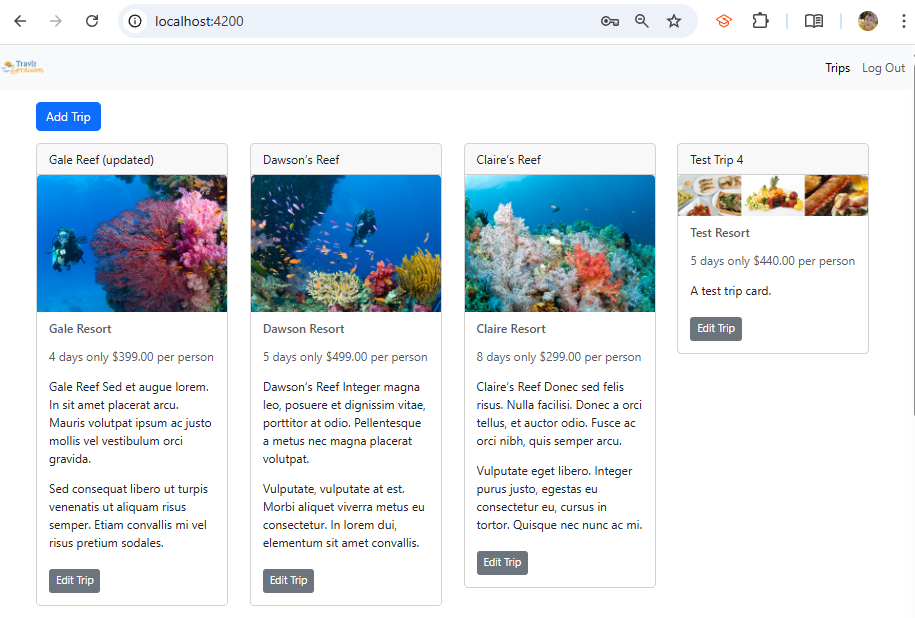 localhost:4200
Travlr
Trips Log Out
Add Trip
Gale Reef (updated)
Gale Resort
4 days only $399.00 per person
Gale Reef Sed et augue lorem.
In sit amet placerat arcu.
Mauris volutpat ipsum ac justo
mollis vel vestibulum orci
gravida.
Sed consequat libero ut turpis
venenatis ut aliquam risus
semper. Etiam convallis mi vel
risus pretium sodales.
Edit Trip
Dawson’s Reef
Dawson Resort
5 days only $499.00 per person
Dawson’s Reef Integer magna
leo, posuere et dignissim vitae,
porttitor at odio. Pellentesque
a metus nec magna placerat
volutpat.
Vulputate, vulputate at est.
Morbi aliquet viverra metus eu
consectetur. In lorem dui,
elementum sit amet convallis.
Edit Trip
Claire’s Reef
Claire Resort
8 days only $299.00 per person
Claire’s Reef Donec sed felis
risus. Nulla facilisi. Donec a orci
tellus, et auctor odio. Fusce ac
orci nibh, quis semper arcu.
Vulputate eget libero. Integer
purus justo, egestas eu
consectetur eu, cursus in
tortor. Quisque nec nunc ac mi.
Edit Trip
Test Trip 4
Test Resort
5 days only $440.00 per person
A test trip card.
Edit Trip